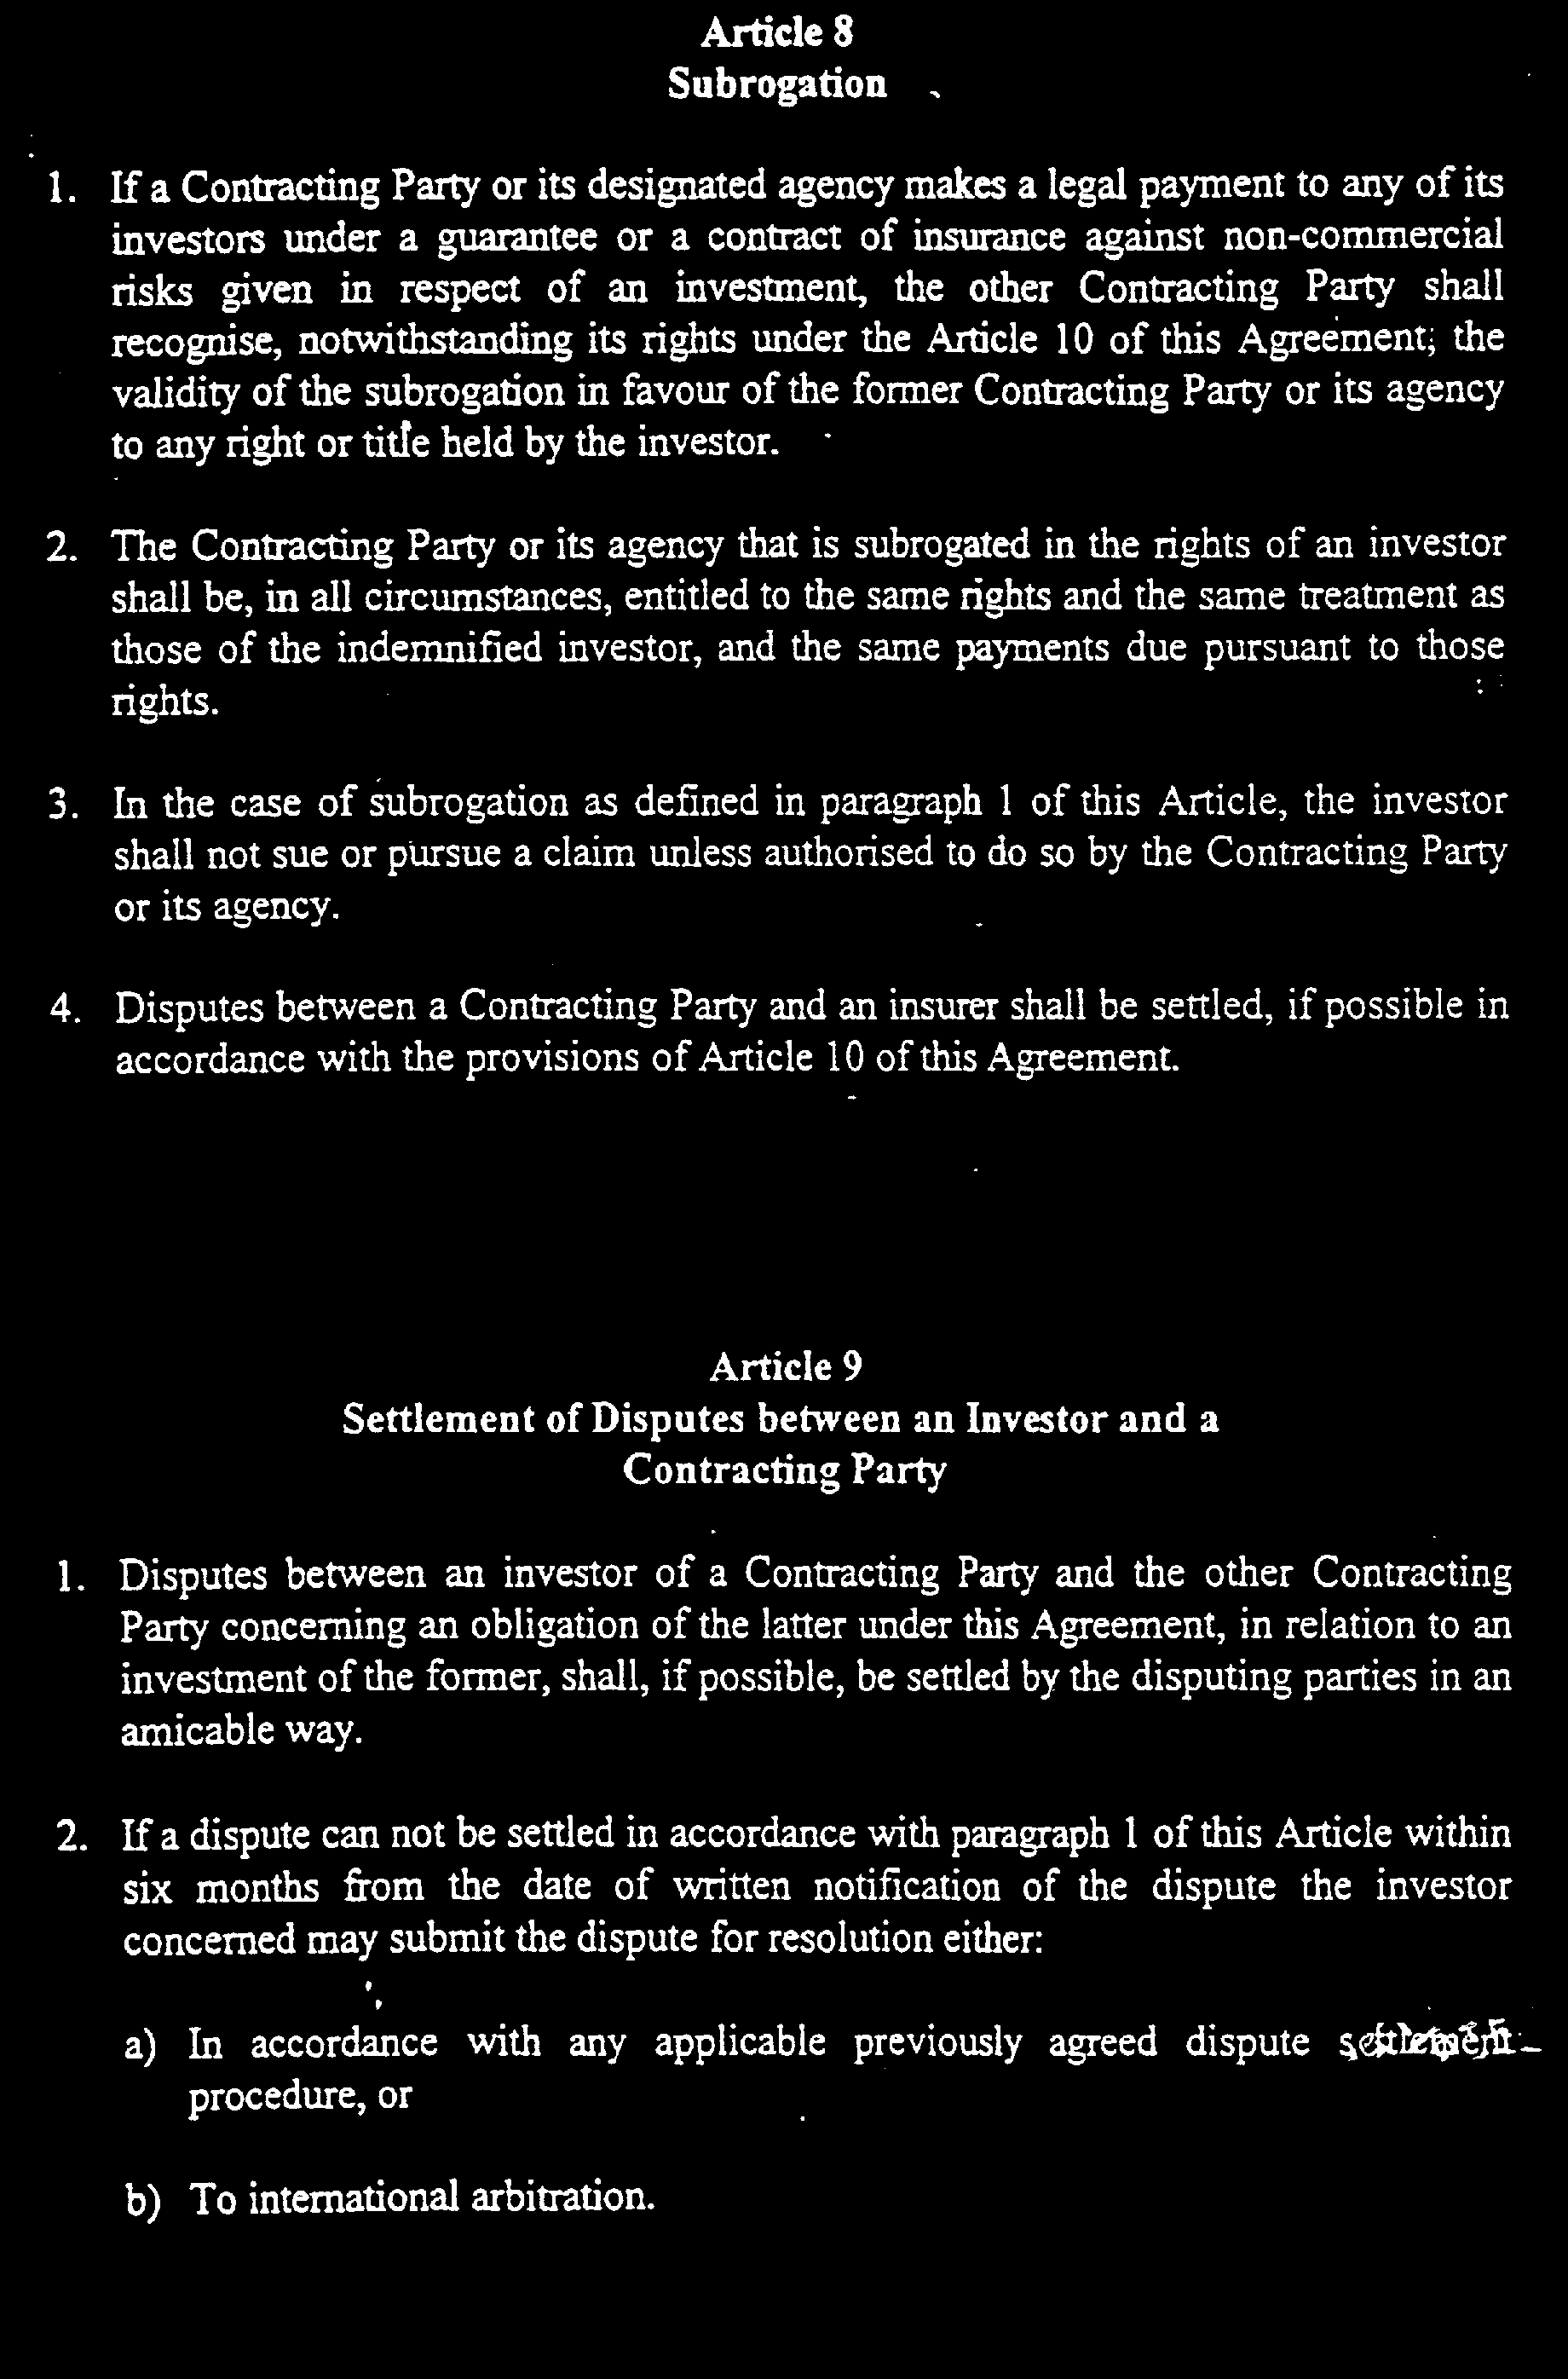 Article 8
Subrogation
1. If a Contracting Party or its designated agency makes a legal payment to any of its
investors under a guarantee or a contract of insurance against non-commercial
risks given in respect of an investment, the other Contracting Party shall
recognise, notwithstanding its rights under the Article 10 of this Agreement; the
validity of the subrogation in favour of the former Contracting Party or its agency
to any right or title held by the investor.
2. The Contracting Party or its agency that is subrogated in the rights of an investor
shall be, in all circumstances, entitled to the same rights and the same treatment as
those of the indemnified investor, and the same payments due pursuant to those
rights.
3. In the case of subrogation as defined in paragraph 1 of this Article, the investor
shall not sue or pursue a claim unless authorised to do so by the Contracting Party
or its agency.
4. Disputes between a Contracting Party and an insurer shall be settled, if possible in
accordance with the provisions of Article 10 of this Agreement.
Article 9
Settlement of Disputes between an Investor and a
Contracting Party
1. Disputes between an investor of a Contracting Party and the other Contracting
Party concerning an obligation of the latter under this Agreement, in relation to an
investment of the former, shall, if possible, be settled by the disputing parties in an
amicable way.
2. If a dispute can not be settled in accordance with paragraph 1 of this Article within
six months from the date of written notification of the dispute the investor
concerned may submit the dispute for resolution either:
a) In accordance with any applicable previously agreed dispute settlement
procedure, or
b) To international arbitration.